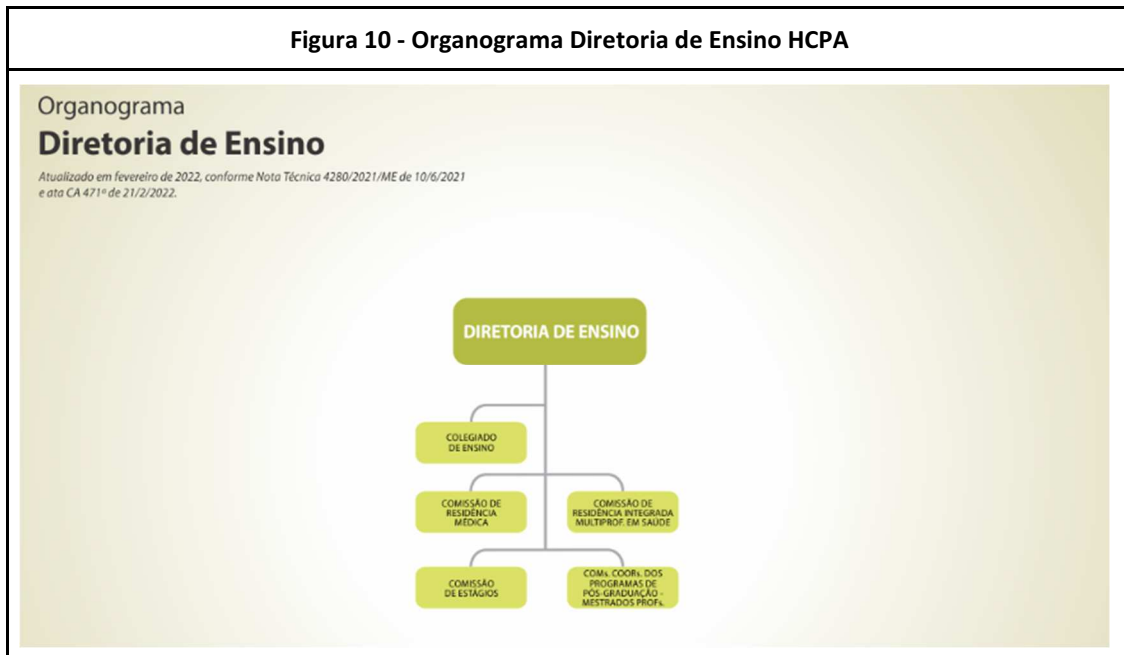 Figura 10 - Organograma Diretoria de Ensino HCPA
Organograma
Diretoria de Ensino
Atualizado em fevereiro de 2022, conforme Nota Técnica 4280/2021/ME de 10/6/2021
e ata CA 471º de 21/2/2022.
DIRETORIA DE ENSINO
COLEGIADO
DE ENSINO
COMISSÃO DE
RESIDÊNCIA
MÉDICA
COMISSÃO DE
RESIDÊNCIA INTEGRADA
MULTIPROF. EM SAÚDE
COMISSÃO
DE ESTÁGIOS
COMs. COORs. DOS
PROGRAMAS DE
PÓS-GRADUAÇÃO -
MESTRADOS PROFs.